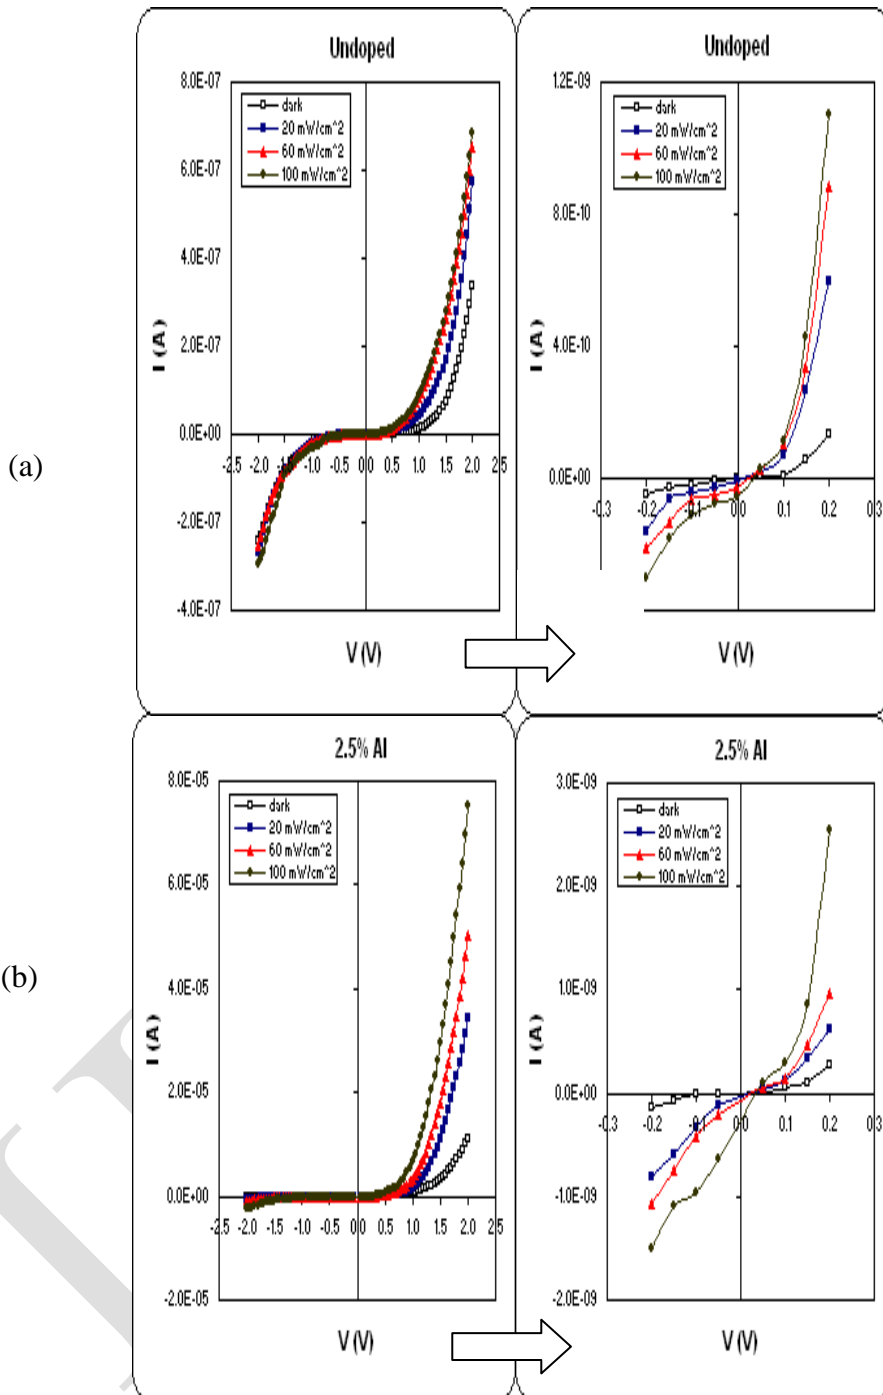 Undoped
8.0E-07
6.0E-07
4.0E-07
2.0E-07
0.0E+00
-2.0E-07
-4.0E-07
dark
20 mW/cm^2
60 mW/cm^2
100 mW/cm^2
-2.5 -2.0 -1.5 -1.0 -0.5 0.0 0.5 1.0 1.5 2.0 2.5
I (A)
V (V)
Undoped
1.2E-09
8.0E-10
4.0E-10
0.0E+00
dark
20 mW/cm^2
60 mW/cm^2
100 mW/cm^2
-0.3 -0.2 -0.1 0.0 0.1 0.2 0.3
I (A)
V (V)
(a)
2.5% Al
8.0E-05
6.0E-05
4.0E-05
2.0E-05
0.0E+00
-2.0E-05
dark
20 mW/cm^2
60 mW/cm^2
100 mW/cm^2
-2.5 -2.0 -1.5 -1.0 -0.5 0.0 0.5 1.0 1.5 2.0 2.5
I (A)
V (V)
2.5% Al
3.0E-09
2.0E-09
1.0E-09
0.0E+00
-1.0E-09
-2.0E-09
dark
20 mW/cm^2
60 mW/cm^2
100 mW/cm^2
-0.3 -0.2 -0.1 0.0 0.1 0.2 0.3
I (A)
V (V)
(b)